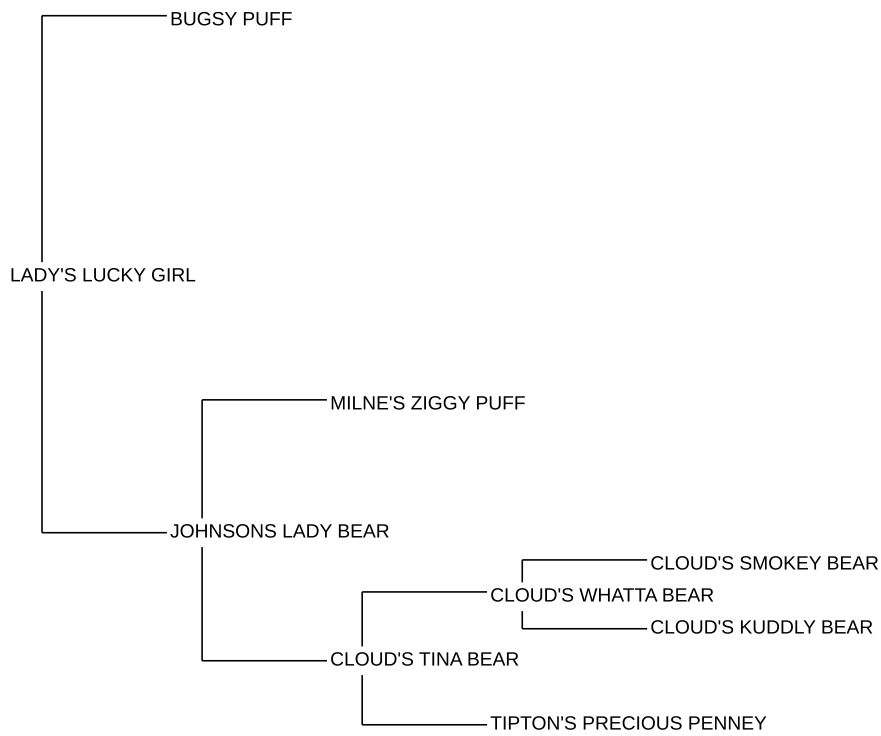 BUGSY PUFF
LADY'S LUCKY GIRL
MILNE'S ZIGGY PUFF
JOHNSONS LADY BEAR
CLOUD'S SMOKEY BEAR
CLOUD'S WHATTA BEAR
CLOUD'S KUDDLY BEAR
CLOUD'S TINA BEAR
TIPTON'S PRECIOUS PENNEY